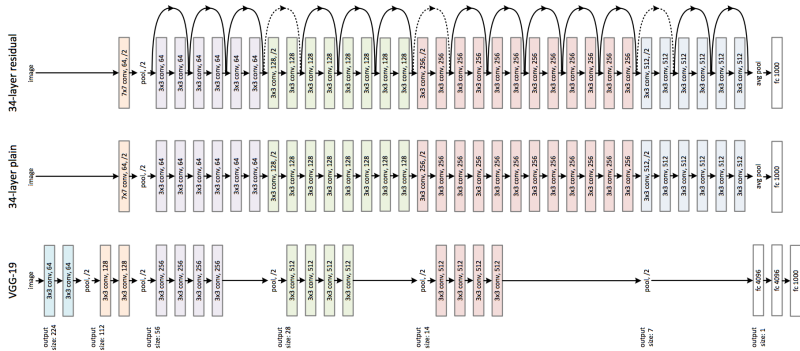 34-layer residual
image
7x7 conv, 64, /2
pool, /2
3x3 conv, 64
3x3 conv, 64
3x3 conv, 64
3x3 conv, 64
3x3 conv, 64
3x3 conv, 64
3x3 conv, 128, /2
3x3 conv, 128
3x3 conv, 128
3x3 conv, 128
3x3 conv, 128
3x3 conv, 128
3x3 conv, 128
3x3 conv, 128
3x3 conv, 256, /2
3x3 conv, 256
3x3 conv, 256
3x3 conv, 256
3x3 conv, 256
3x3 conv, 256
3x3 conv, 256
3x3 conv, 256
3x3 conv, 256
3x3 conv, 256
3x3 conv, 256
3x3 conv, 256
3x3 conv, 512, /2
3x3 conv, 512
3x3 conv, 512
3x3 conv, 512
3x3 conv, 512
3x3 conv, 512
avg pool
fc 1000
34-layer plain
image
7x7 conv, 64, /2
pool, /2
3x3 conv, 64
3x3 conv, 64
3x3 conv, 64
3x3 conv, 64
3x3 conv, 64
3x3 conv, 64
3x3 conv, 128, /2
3x3 conv, 128
3x3 conv, 128
3x3 conv, 128
3x3 conv, 128
3x3 conv, 128
3x3 conv, 128
3x3 conv, 128
3x3 conv, 256, /2
3x3 conv, 256
3x3 conv, 256
3x3 conv, 256
3x3 conv, 256
3x3 conv, 256
3x3 conv, 256
3x3 conv, 256
3x3 conv, 256
3x3 conv, 256
3x3 conv, 256
3x3 conv, 256
3x3 conv, 512, /2
3x3 conv, 512
3x3 conv, 512
3x3 conv, 512
3x3 conv, 512
3x3 conv, 512
avg pool
fc 1000
VGG-19
image
3x3 conv, 64
3x3 conv, 64
pool, /2
3x3 conv, 128
3x3 conv, 128
pool, /2
3x3 conv, 256
3x3 conv, 256
3x3 conv, 256
3x3 conv, 256
pool, /2
3x3 conv, 512
3x3 conv, 512
3x3 conv, 512
3x3 conv, 512
pool, /2
3x3 conv, 512
3x3 conv, 512
3x3 conv, 512
3x3 conv, 512
pool, /2
fc 4096
fc 4096
fc 1000
output
size: 224
output
size: 112
output
size: 56
output
size: 28
output
size: 14
output
size: 7
output
size: 1